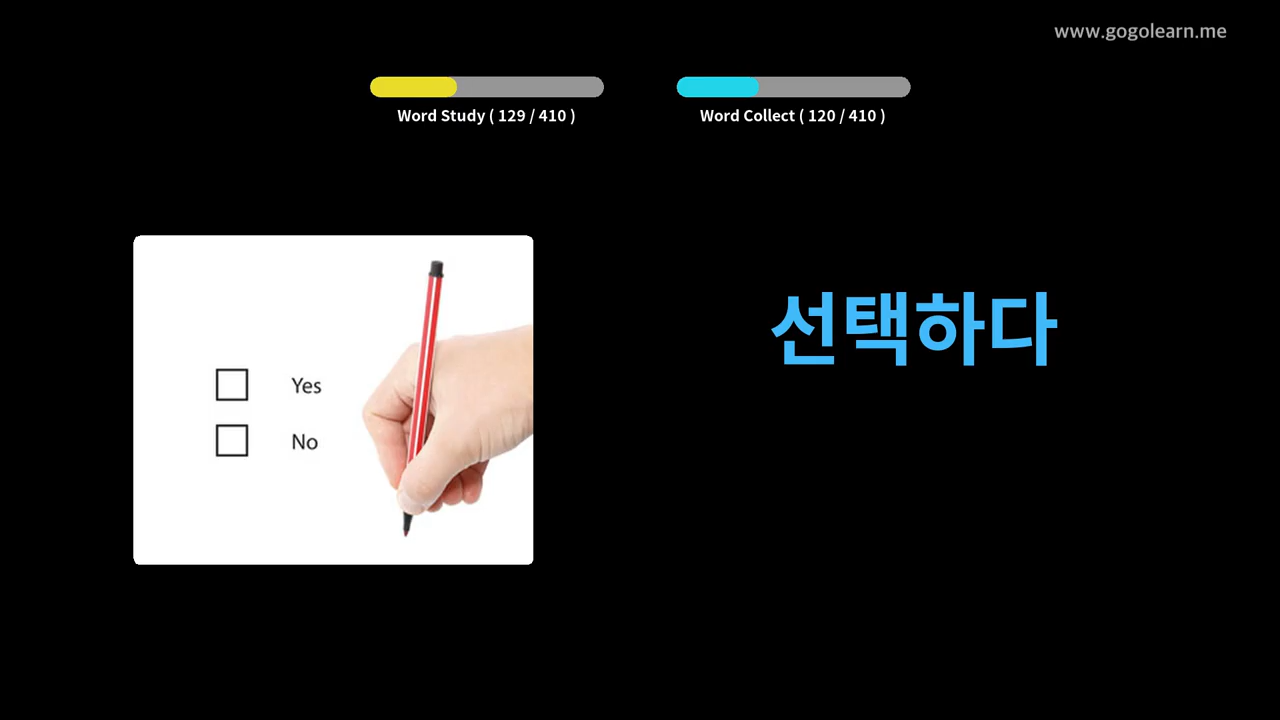 www.gogolearn.me
Word Study ( 129 / 410 )
Word Collect ( 120 / 410 )
선택하다
Yes
No